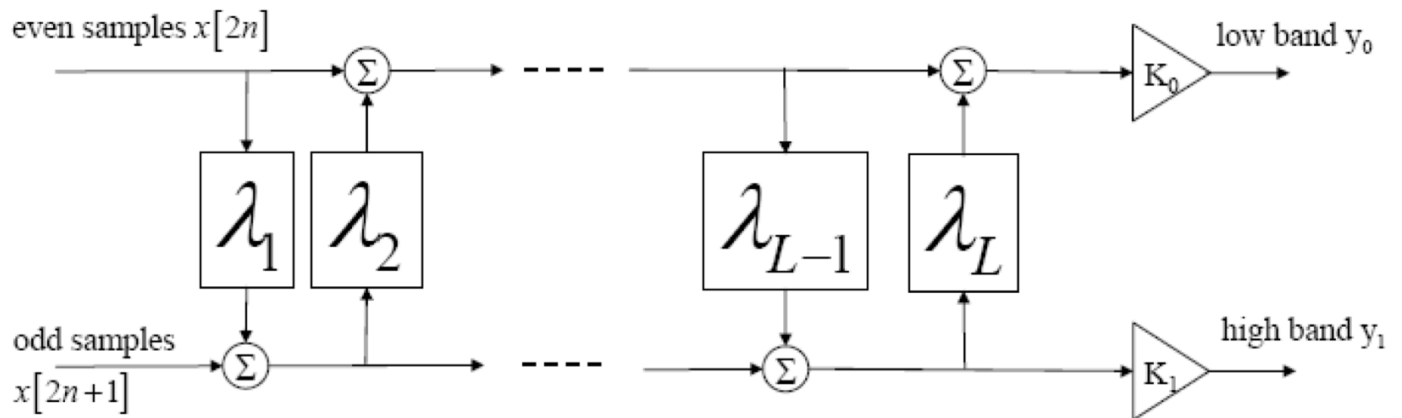 even samples x[2n]
low band y₀
Σ
Σ
K₀
λ₁
λ₂
λ_{L−1}
λ_L
odd samples
x[2n+1]
Σ
Σ
K₁
high band y₁